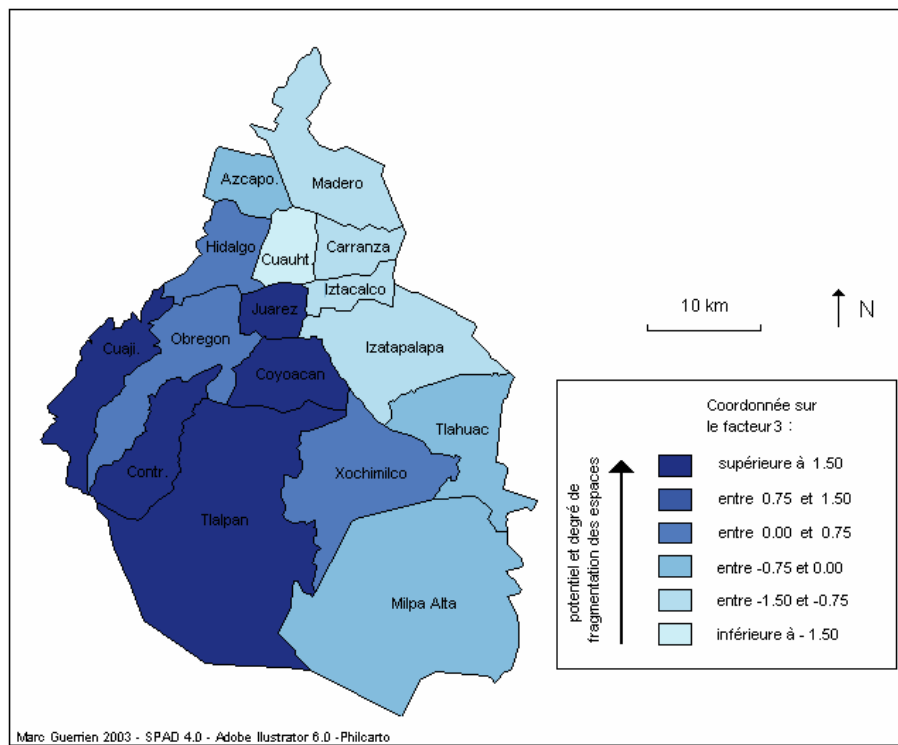 Azcapo.
Madero
Hidalgo
Cuauht.
Carranza
Iztacalco
Juarez
Cuaji.
Obregon
Izatapalapa
Coyoacan
Tlahuac
Contr.
Xochimilco
Tlalpan
Milpa Alta
10 km
N
Coordonnée sur
le facteur3 :
supérieure à 1.50
entre 0.75 et 1.50
entre 0.00 et 0.75
entre -0.75 et 0.00
entre -1.50 et -0.75
inférieure à - 1.50
potentiel et degré de
fragmentation des espaces
Marc Guerrien 2003 - SPAD 4.0 - Adobe Ilustrator 6.0 -Philcarto